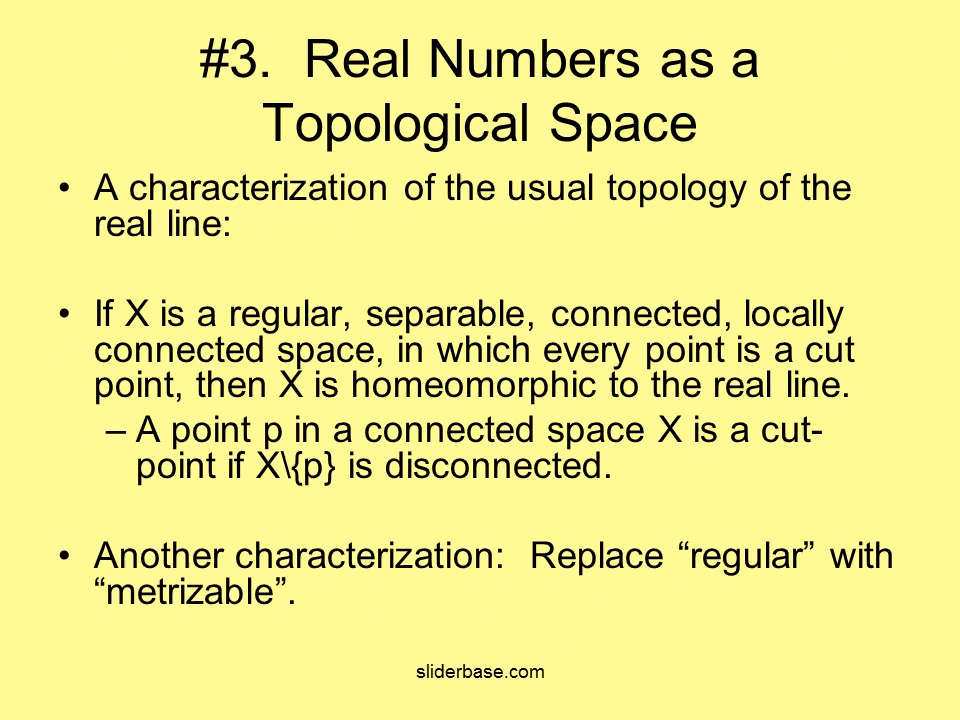 #3.  Real Numbers as a
Topological Space
• A characterization of the usual topology of the
real line:
• If X is a regular, separable, connected, locally
connected space, in which every point is a cut
point, then X is homeomorphic to the real line.
– A point p in a connected space X is a cut-
point if X\{p} is disconnected.
• Another characterization:  Replace “regular” with
“metrizable”.
sliderbase.com